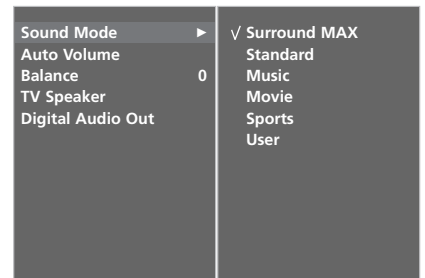 Sound Mode ►
Auto Volume
Balance 0
TV Speaker
Digital Audio Out
√ Surround MAX
Standard
Music
Movie
Sports
User